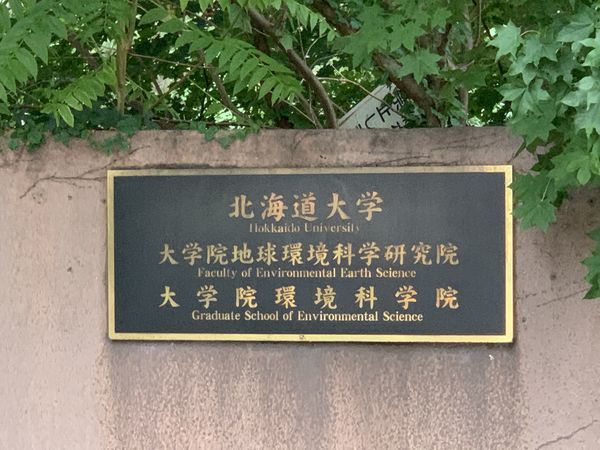 北海道大学
Hokkaido University
大学院地球環境科学研究院
Faculty of Environmental Earth Science
大学院環境科学院
Graduate School of Environmental Science